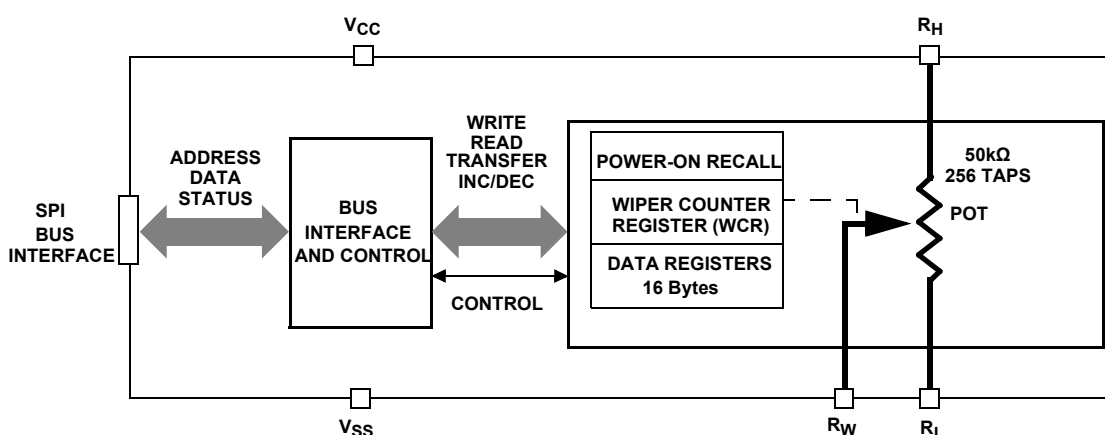 VCC
RH
WRITE
READ
TRANSFER
INC/DEC
ADDRESS
DATA
STATUS
50kΩ
256 TAPS
POWER-ON RECALL
SPI
BUS
INTERFACE
BUS
INTERFACE
AND CONTROL
WIPER COUNTER
REGISTER (WCR)
POT
DATA REGISTERS
16 Bytes
CONTROL
VSS
RW
RL